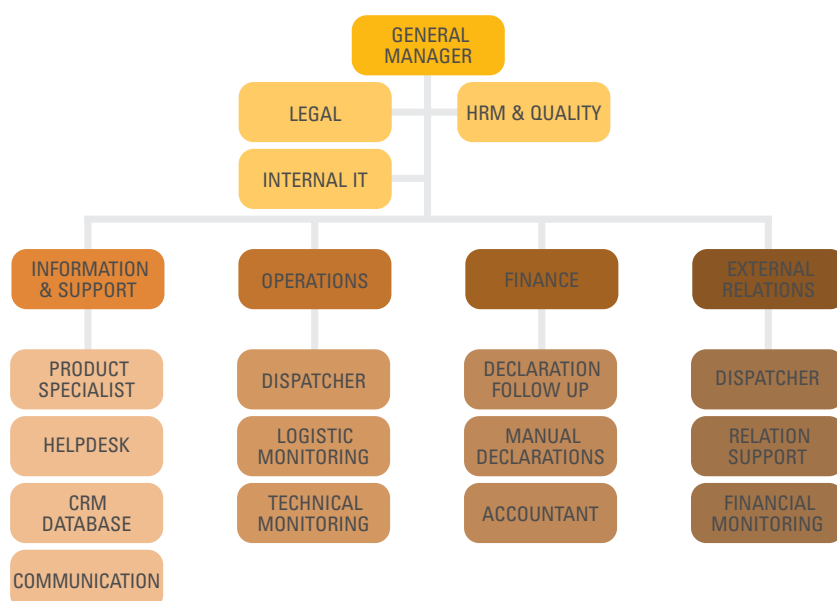 GENERAL
MANAGER
LEGAL
HRM & QUALITY
INTERNAL IT
INFORMATION
& SUPPORT
OPERATIONS
FINANCE
EXTERNAL
RELATIONS
PRODUCT
SPECIALIST
DISPATCHER
DECLARATION
FOLLOW UP
DISPATCHER
HELPDESK
LOGISTIC
MONITORING
MANUAL
DECLARATIONS
RELATION
SUPPORT
CRM
DATABASE
TECHNICAL
MONITORING
ACCOUNTANT
FINANCIAL
MONITORING
COMMUNICATION